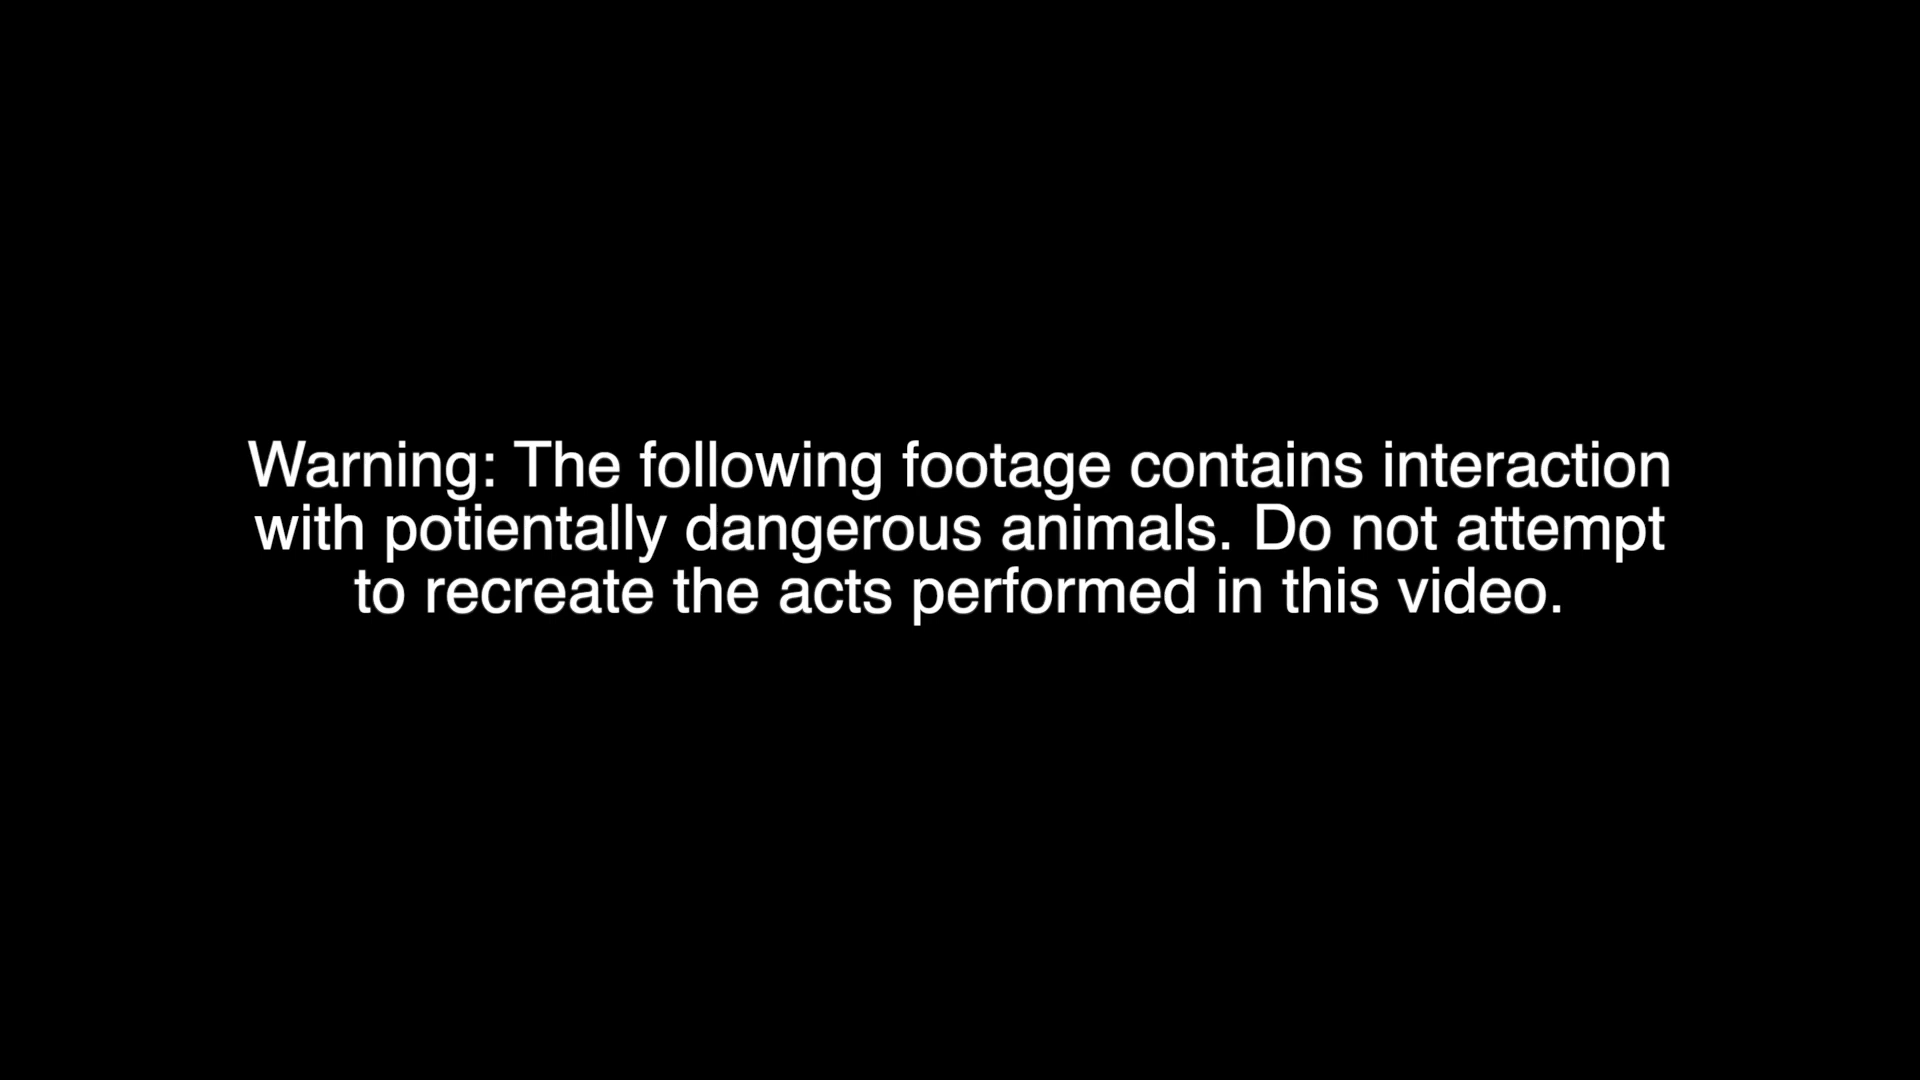 Warning: The following footage contains interaction
with potientally dangerous animals. Do not attempt
to recreate the acts performed in this video.